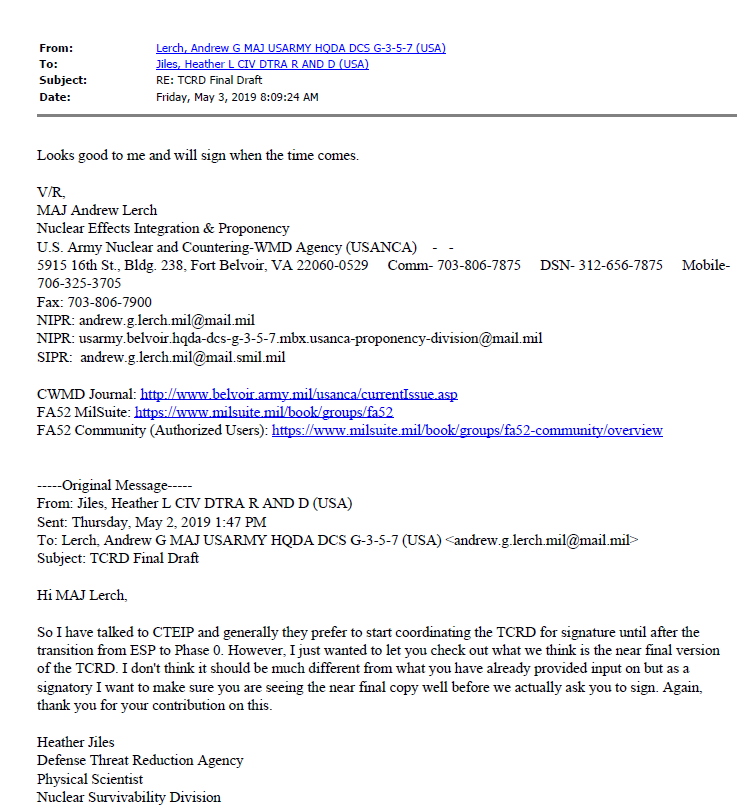 From: Lerch, Andrew G MAJ USARMY HQDA DCS G-3-5-7 (USA)
To: Jiles, Heather L CIV DTRA R AND D (USA)
Subject: RE: TCRD Final Draft
Date: Friday, May 3, 2019 8:09:24 AM
Looks good to me and will sign when the time comes.
V/R,
MAJ Andrew Lerch
Nuclear Effects Integration & Proponency
U.S. Army Nuclear and Countering-WMD Agency (USANCA) - -
5915 16th St., Bldg. 238, Fort Belvoir, VA 22060-0529 Comm- 703-806-7875 DSN- 312-656-7875 Mobile-
706-325-3705
Fax: 703-806-7900
NIPR: andrew.g.lerch.mil@mail.mil
NIPR: usarmy.belvoir.hqda-dcs-g-3-5-7.mbx.usanca-proponency-division@mail.mil
SIPR: andrew.g.lerch.mil@mail.smil.mil
CWMD Journal: http://www.belvoir.army.mil/usanca/currentIssue.asp
FA52 MilSuite: https://www.milsuite.mil/book/groups/fa52
FA52 Community (Authorized Users): https://www.milsuite.mil/book/groups/fa52-community/overview
-----Original Message-----
From: Jiles, Heather L CIV DTRA R AND D (USA)
Sent: Thursday, May 2, 2019 1:47 PM
To: Lerch, Andrew G MAJ USARMY HQDA DCS G-3-5-7 (USA) <andrew.g.lerch.mil@mail.mil>
Subject: TCRD Final Draft
Hi MAJ Lerch,
So I have talked to CTEIP and generally they prefer to start coordinating the TCRD for signature until after the
transition from ESP to Phase 0. However, I just wanted to let you check out what we think is the near final version
of the TCRD. I don't think it should be much different from what you have already provided input on but as a
signatory I want to make sure you are seeing the near final copy well before we actually ask you to sign. Again,
thank you for your contribution on this.
Heather Jiles
Defense Threat Reduction Agency
Physical Scientist
Nuclear Survivability Division